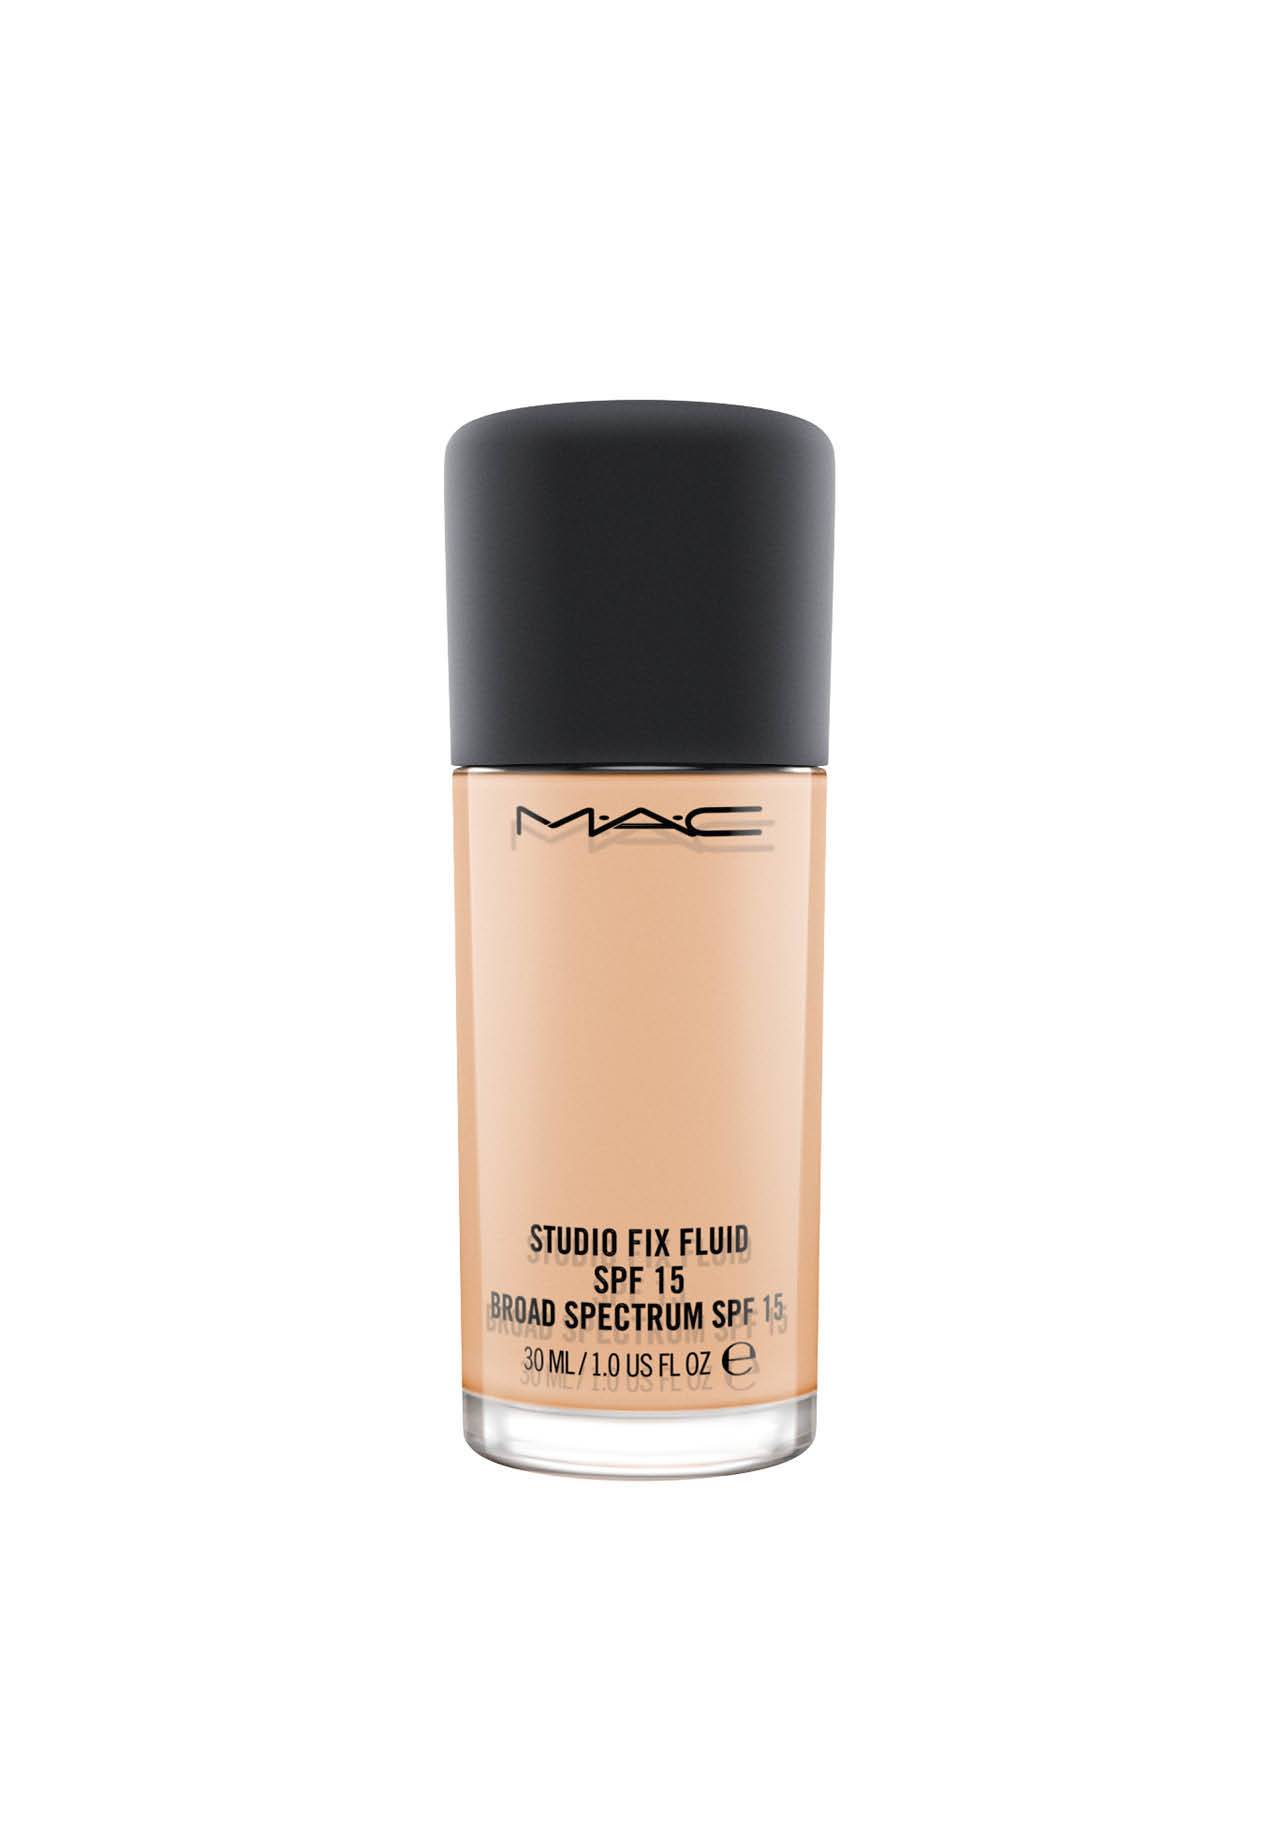 M·A·C
STUDIO FIX FLUID
SPF 15
BROAD SPECTRUM SPF 15
30 ML / 1.0 US FL OZ ℮